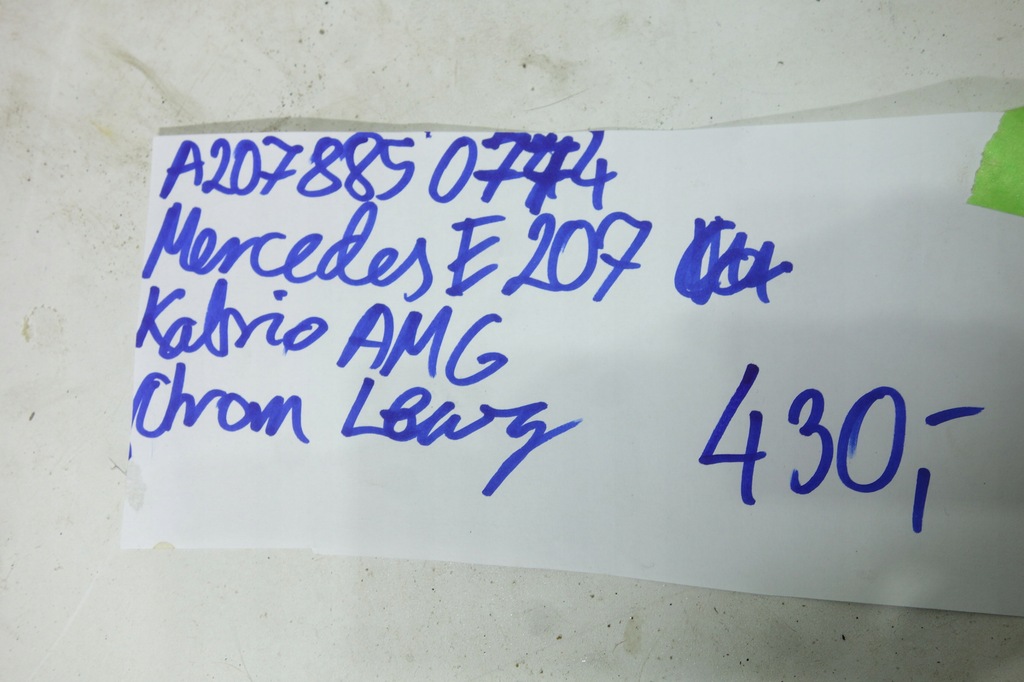 A207 885 0774
Mercedes E 207
Kabrio AMG
Chrom Lewy
430,-